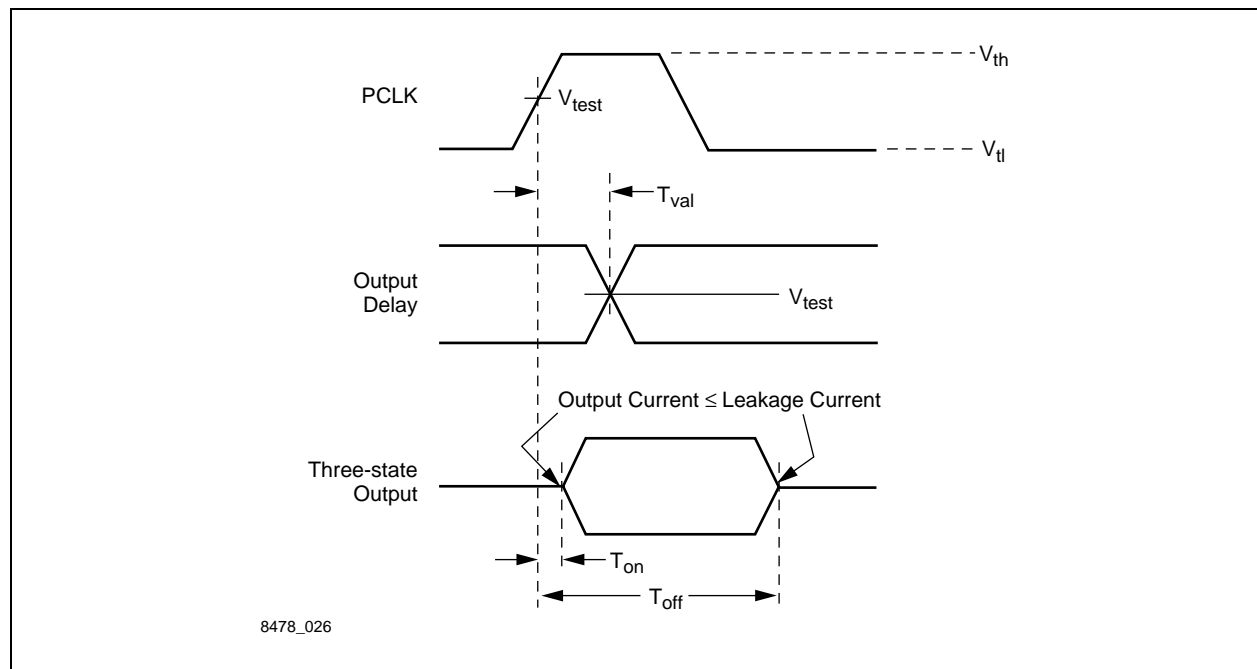 V_th
PCLK
V_test
V_tl
T_val
Output
Delay
V_test
Output Current ≤ Leakage Current
Three-state
Output
T_on
T_off
8478_026